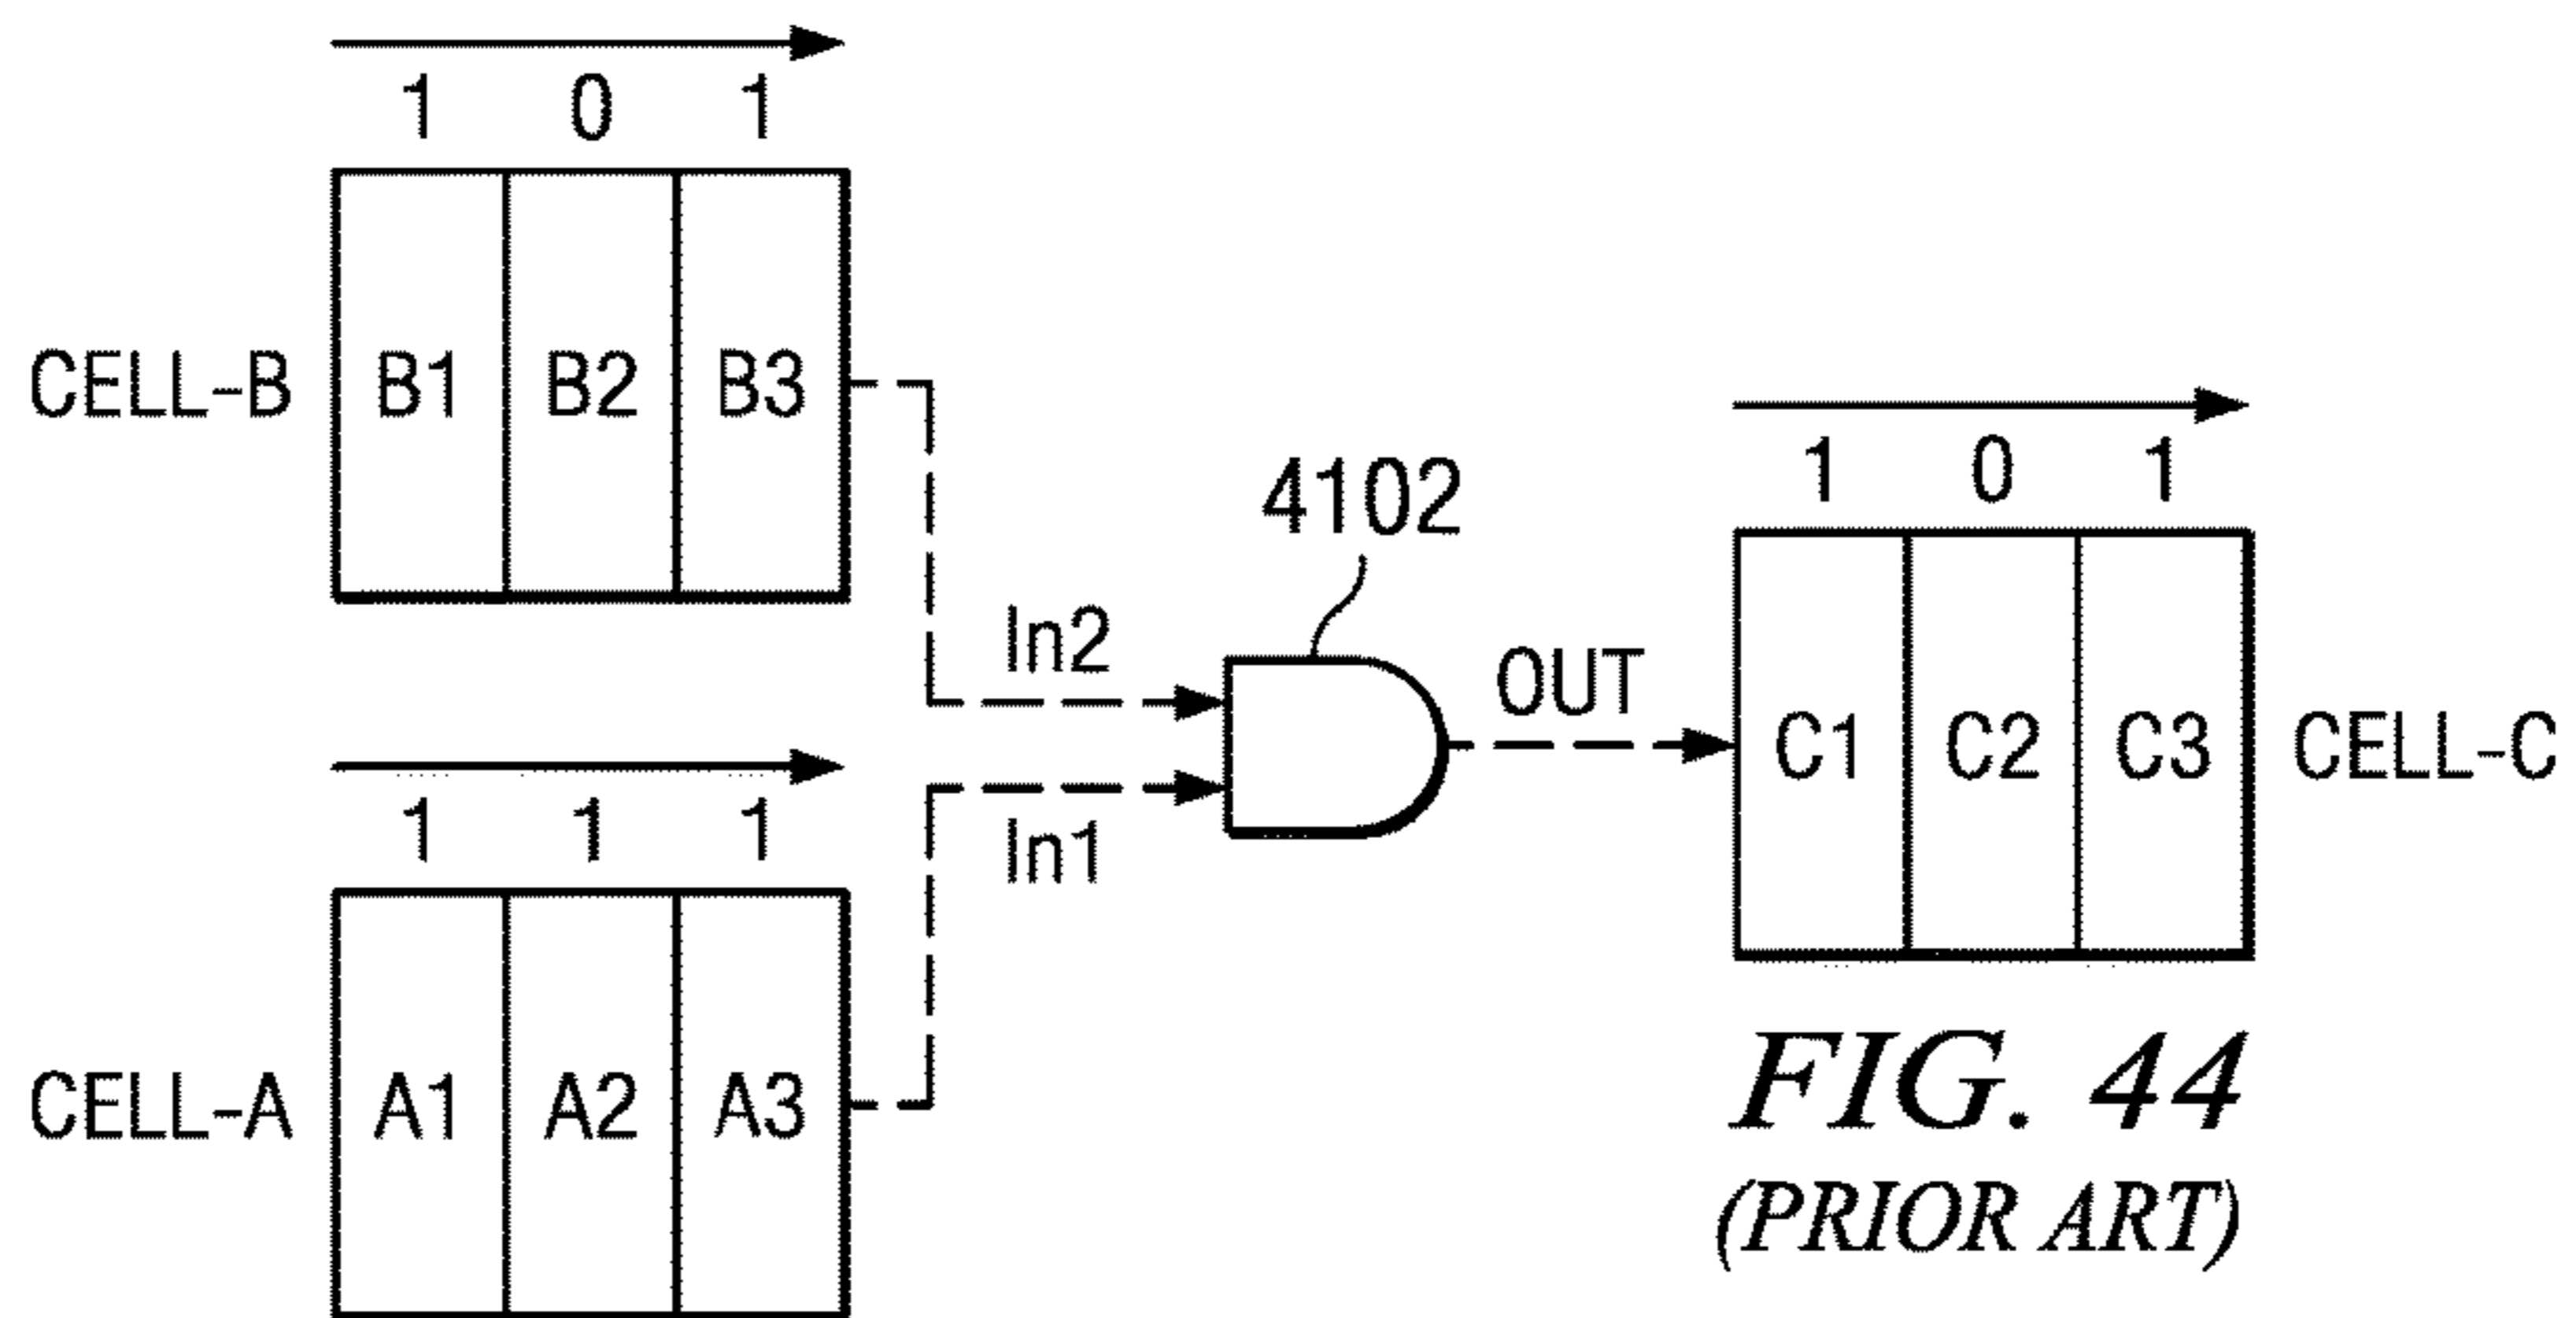 1 0 1
CELL-B B1 B2 B3
4102
1 0 1
In2
OUT
C1 C2 C3 CELL-C
1 1 1
In1
CELL-A A1 A2 A3
FIG. 44
(PRIOR ART)